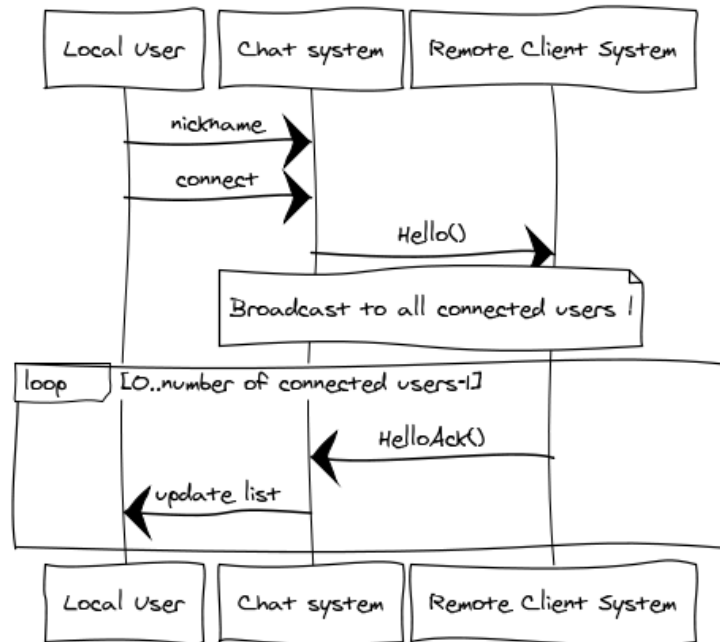 Local User
Chat system
Remote Client System
nickname
connect
Hello()
Broadcast to all connected users !
loop
[0..number of connected users-1]
HelloAck()
update list
Local User
Chat system
Remote Client System